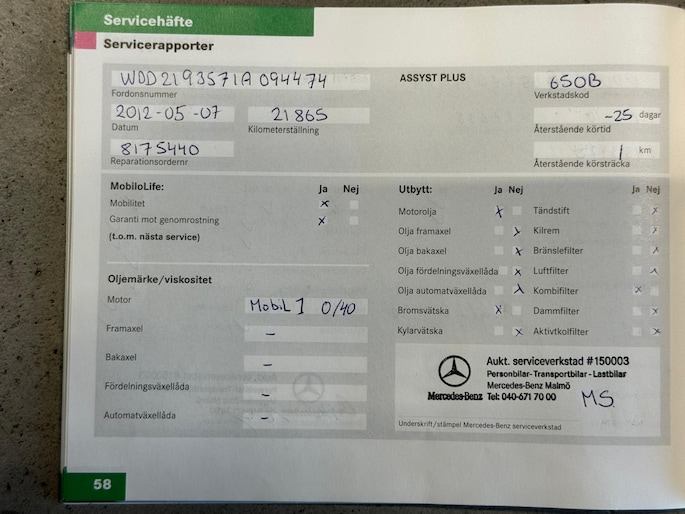 Servicehäfte
Servicerapporter
WDD2193571A094474
Fordonsnummer
ASSYST PLUS
650B
Verkstadskod
2012-05-07
Datum
21865
Kilometerställning
-25 dagar
Återstående körtid
8175440
Reparationsordernr
1 km
Återstående körsträcka
MobiloLife: Ja Nej
Mobilitet x
Garanti mot genomrostning x
(t.o.m. nästa service)
Utbytt: Ja Nej Ja Nej
Motorolja x Tändstift x
Olja framaxel x Kilrem x
Olja bakaxel x Bränslefilter x
Olja fördelningsväxellåda x Luftfilter x
Olja automatväxellåda x Kombifilter x
Bromsvätska x Dammfilter x
Kylarvätska x Aktivtkolfilter x
Oljemärke/viskositet
Motor Mobil 1 0/40
Framaxel -
Bakaxel -
Fördelningsväxellåda -
Automatväxellåda -
Aukt. serviceverkstad #150003
Personbilar-Transportbilar-Lastbilar
Mercedes-Benz Malmö
Mercedes-Benz Tel: 040-671 70 00
MS.
Underskrift/stämpel Mercedes-Benz serviceverkstad
58